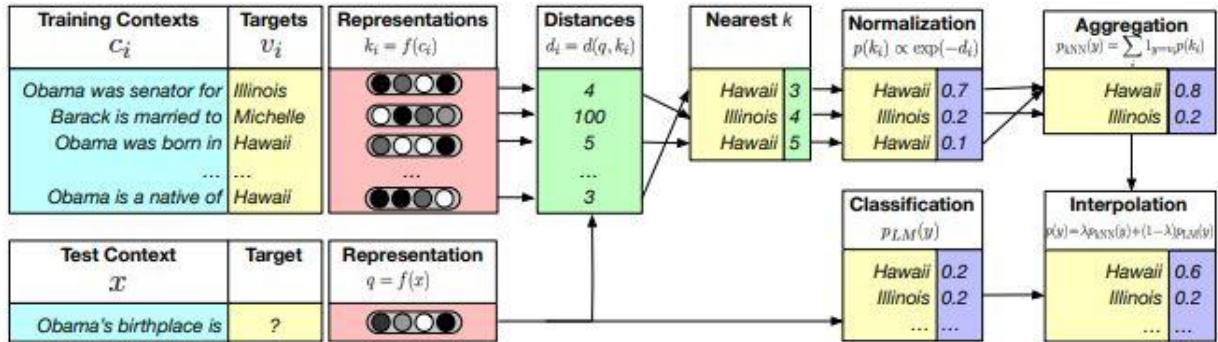 Training Contexts Targets Representations Distances Nearest k Normalization Aggregation
c_i v_i k_i = f(c_i) d_i = d(q, k_i) p(k_i) ∝ exp(−d_i) p_kNN(y) = ∑_i 1_{y=v_i} p(k_i)
Obama was senator for Illinois 4 Hawaii 3 Hawaii 0.7 Hawaii 0.8
Barack is married to Michelle 100 Illinois 4 Illinois 0.2 Illinois 0.2
Obama was born in Hawaii 5 Hawaii 5 Hawaii 0.1
... ... ... ...
Obama is a native of Hawaii 3
Classification Interpolation
p_LM(y) p(y) = λp_kNN(y) + (1−λ)p_LM(y)
Test Context Target Representation
x q = f(x)
Hawaii 0.2 Hawaii 0.6
Illinois 0.2 Illinois 0.2
Obama's birthplace is ?
... ... ... ...